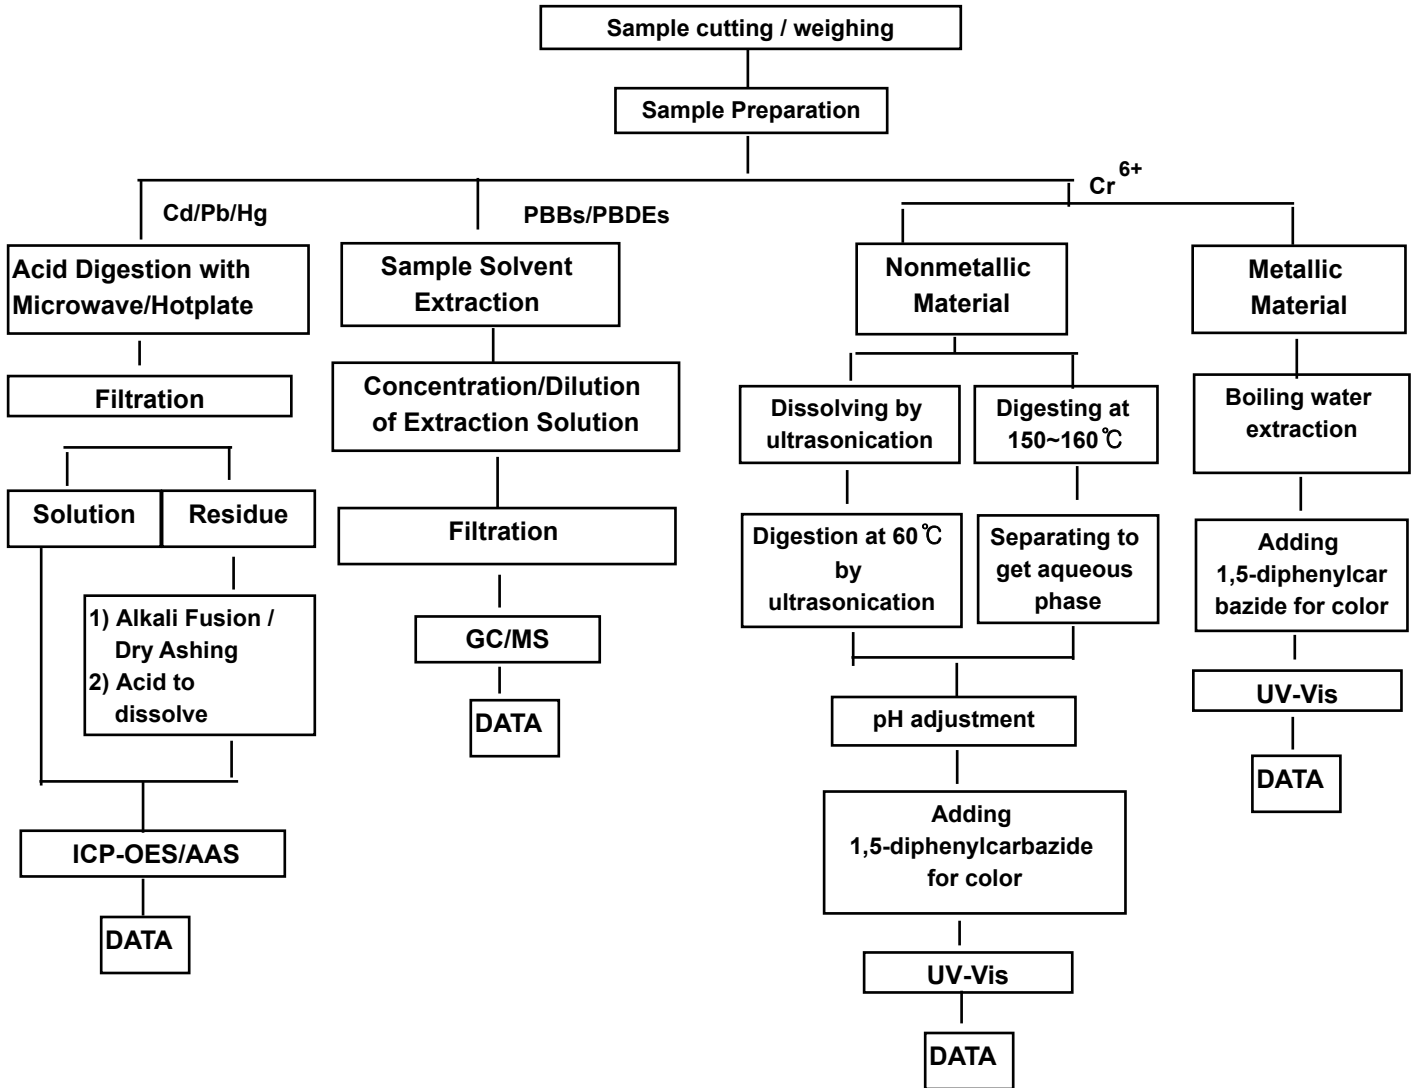 Sample cutting / weighing
Sample Preparation
Cd/Pb/Hg
PBBs/PBDEs
Cr 6+
Acid Digestion with
Microwave/Hotplate
Filtration
Solution
Residue
1) Alkali Fusion /
Dry Ashing
2) Acid to
dissolve
ICP-OES/AAS
DATA
Sample Solvent
Extraction
Concentration/Dilution
of Extraction Solution
Filtration
GC/MS
DATA
Nonmetallic
Material
Dissolving by
ultrasonication
Digestion at 60℃
by
ultrasonication
Digesting at
150~160℃
Separating to
get aqueous
phase
pH adjustment
Adding
1,5-diphenylcarbazide
for color
UV-Vis
DATA
Metallic
Material
Boiling water
extraction
Adding
1,5-diphenylcar
bazide for color
UV-Vis
DATA